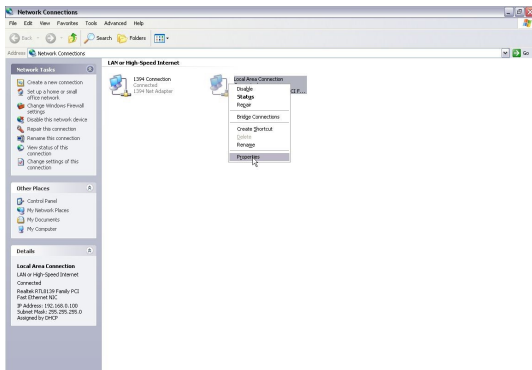 Network Connections
File Edit View Favorites Tools Advanced Help
Back Search Folders
Address Network Connections Go
Network Tasks
Create a new connection
Set up a home or small
office network
Change Windows Firewall
settings
Disable this network device
Repair this connection
Rename this connection
View status of this
connection
Change settings of this
connection
Other Places
Control Panel
My Network Places
My Documents
My Computer
Details
Local Area Connection
LAN or High-Speed Internet
Connected
Realtek RTL8139 Family PCI
Fast Ethernet NIC
IP Address: 192.168.0.100
Subnet Mask: 255.255.255.0
Assigned by DHCP
LAN or High-Speed Internet
1394 Connection
Connected
1394 Net Adapter
Local Area Connection
CI F...
Disable
Status
Repair
Bridge Connections
Create Shortcut
Delete
Rename
Properties